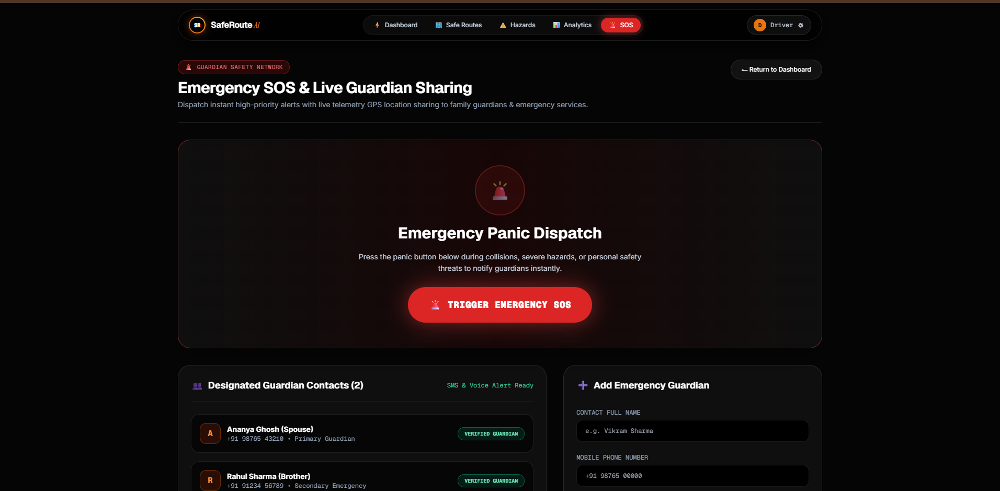 SR SafeRoute AI
Dashboard
Safe Routes
Hazards
Analytics
SOS
D Driver
GUARDIAN SAFETY NETWORK
← Return to Dashboard
Emergency SOS & Live Guardian Sharing
Dispatch instant high-priority alerts with live telemetry GPS location sharing to family guardians & emergency services.
Emergency Panic Dispatch
Press the panic button below during collisions, severe hazards, or personal safety
threats to notify guardians instantly.
TRIGGER EMERGENCY SOS
Designated Guardian Contacts (2)
SMS & Voice Alert Ready
A
Ananya Ghosh (Spouse)
+91 98765 43210 • Primary Guardian
VERIFIED GUARDIAN
R
Rahul Sharma (Brother)
+91 91234 56789 • Secondary Emergency
VERIFIED GUARDIAN
Add Emergency Guardian
CONTACT FULL NAME
e.g. Vikram Sharma
MOBILE PHONE NUMBER
+91 98765 00000